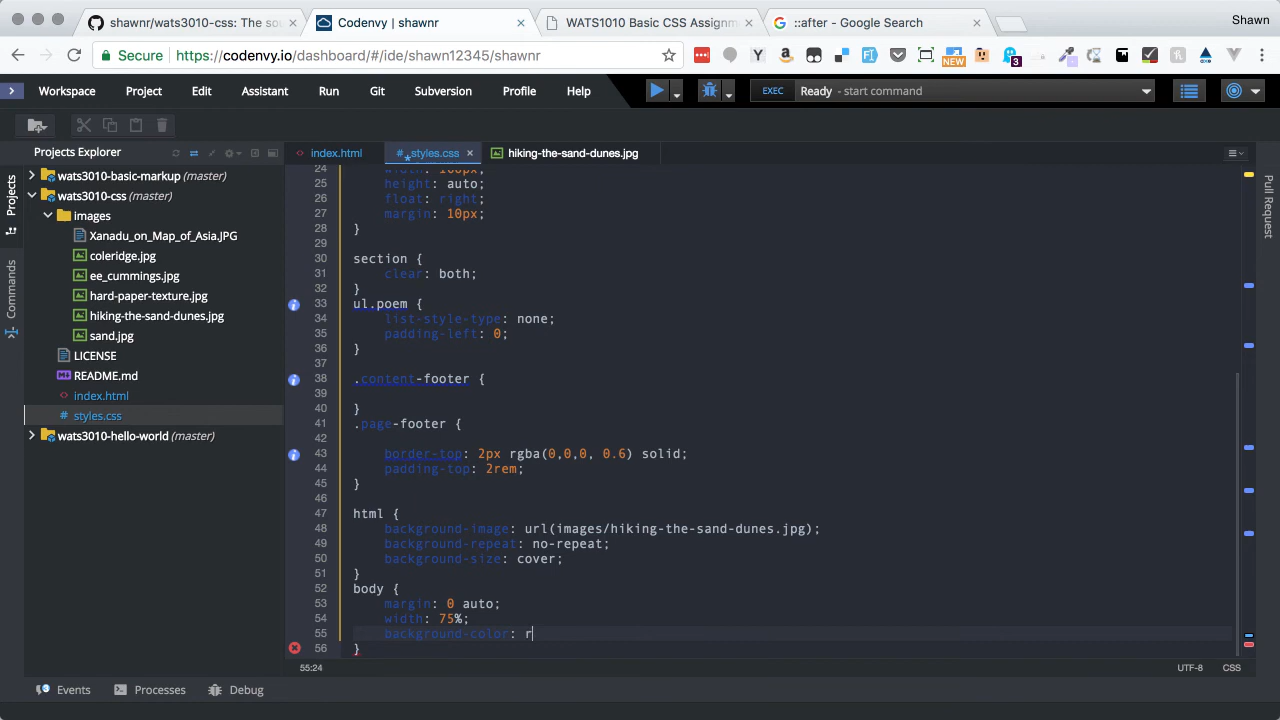 shawnr/wats3010-css: The sou
Codenvy | shawnr
WATS1010 Basic CSS Assignm
::after - Google Search
Shawn
Secure
https://codenvy.io/dashboard/#/ide/shawn12345/shawnr
NEW
3
Workspace
Project
Edit
Assistant
Run
Git
Subversion
Profile
Help
EXEC
Ready - start command
Projects Explorer
index.html
styles.css
hiking-the-sand-dunes.jpg
Projects
Commands
Pull Request
wats3010-basic-markup (master)
wats3010-css (master)
images
Xanadu_on_Map_of_Asia.JPG
coleridge.jpg
ee_cummings.jpg
hard-paper-texture.jpg
hiking-the-sand-dunes.jpg
sand.jpg
LICENSE
README.md
index.html
styles.css
wats3010-hello-world (master)
24 width: 100px;
25 height: auto;
26 float: right;
27 margin: 10px;
28 }
29
30 section {
31 clear: both;
32 }
33 ul.poem {
34 list-style-type: none;
35 padding-left: 0;
36 }
37
38 .content-footer {
39
40 }
41 .page-footer {
42
43 border-top: 2px rgba(0,0,0, 0.6) solid;
44 padding-top: 2rem;
45 }
46
47 html {
48 background-image: url(images/hiking-the-sand-dunes.jpg);
49 background-repeat: no-repeat;
50 background-size: cover;
51 }
52 body {
53 margin: 0 auto;
54 width: 75%;
55 background-color: r
56 }
55:24
UTF-8
CSS
Events
Processes
Debug